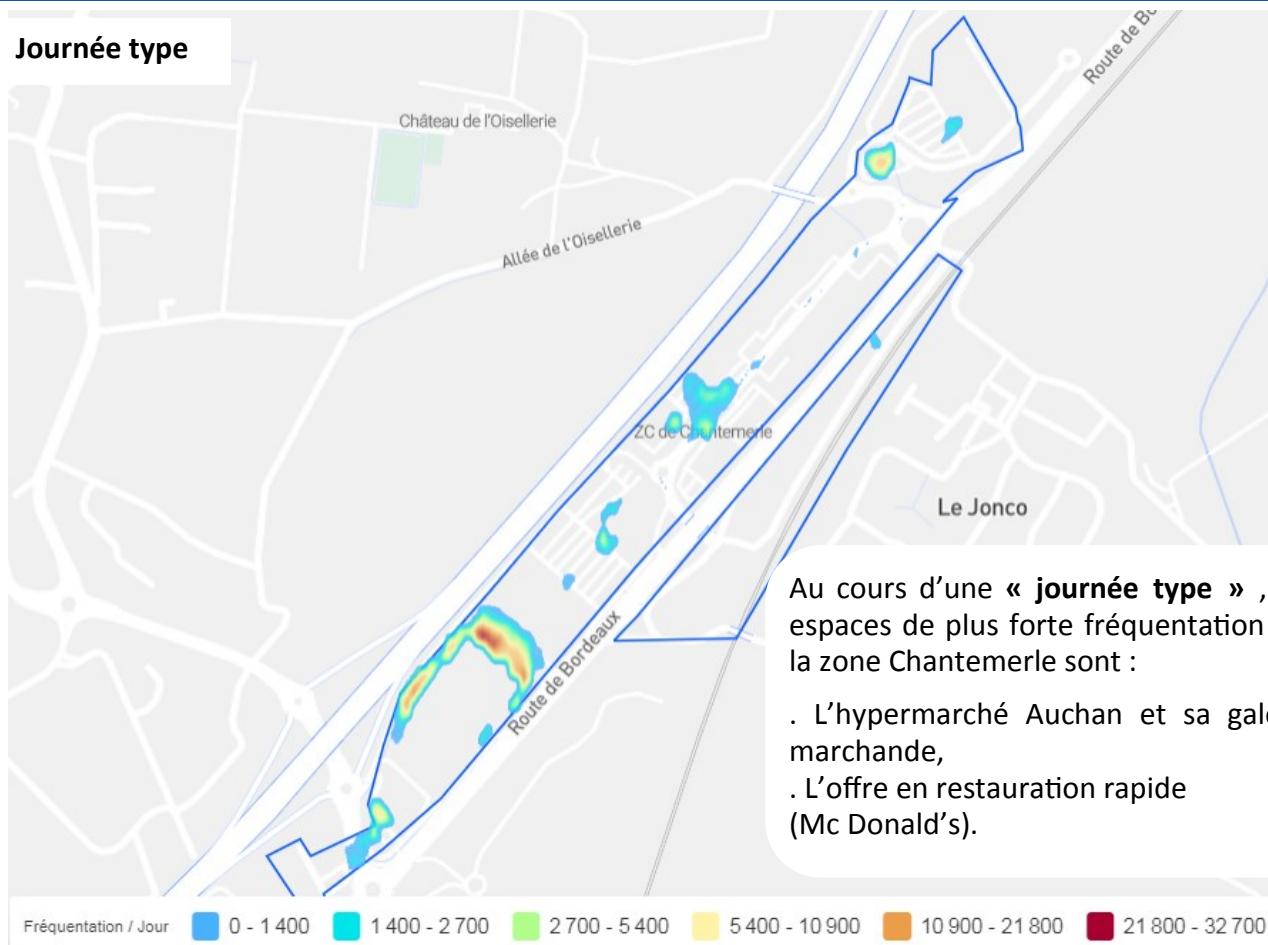 Journée type
Route de Bo
Château de l'Oisellerie
Allée de l'Oisellerie
ZC de Chantemerle
Le Jonco
Route de Bordeaux
Au cours d’une « journée type » ,
espaces de plus forte fréquentation
la zone Chantemerle sont :
. L’hypermarché Auchan et sa gal
marchande,
. L’offre en restauration rapide
(Mc Donald’s).
Fréquentation / Jour 0 - 1 400 1 400 - 2 700 2 700 - 5 400 5 400 - 10 900 10 900 - 21 800 21 800 - 32 700